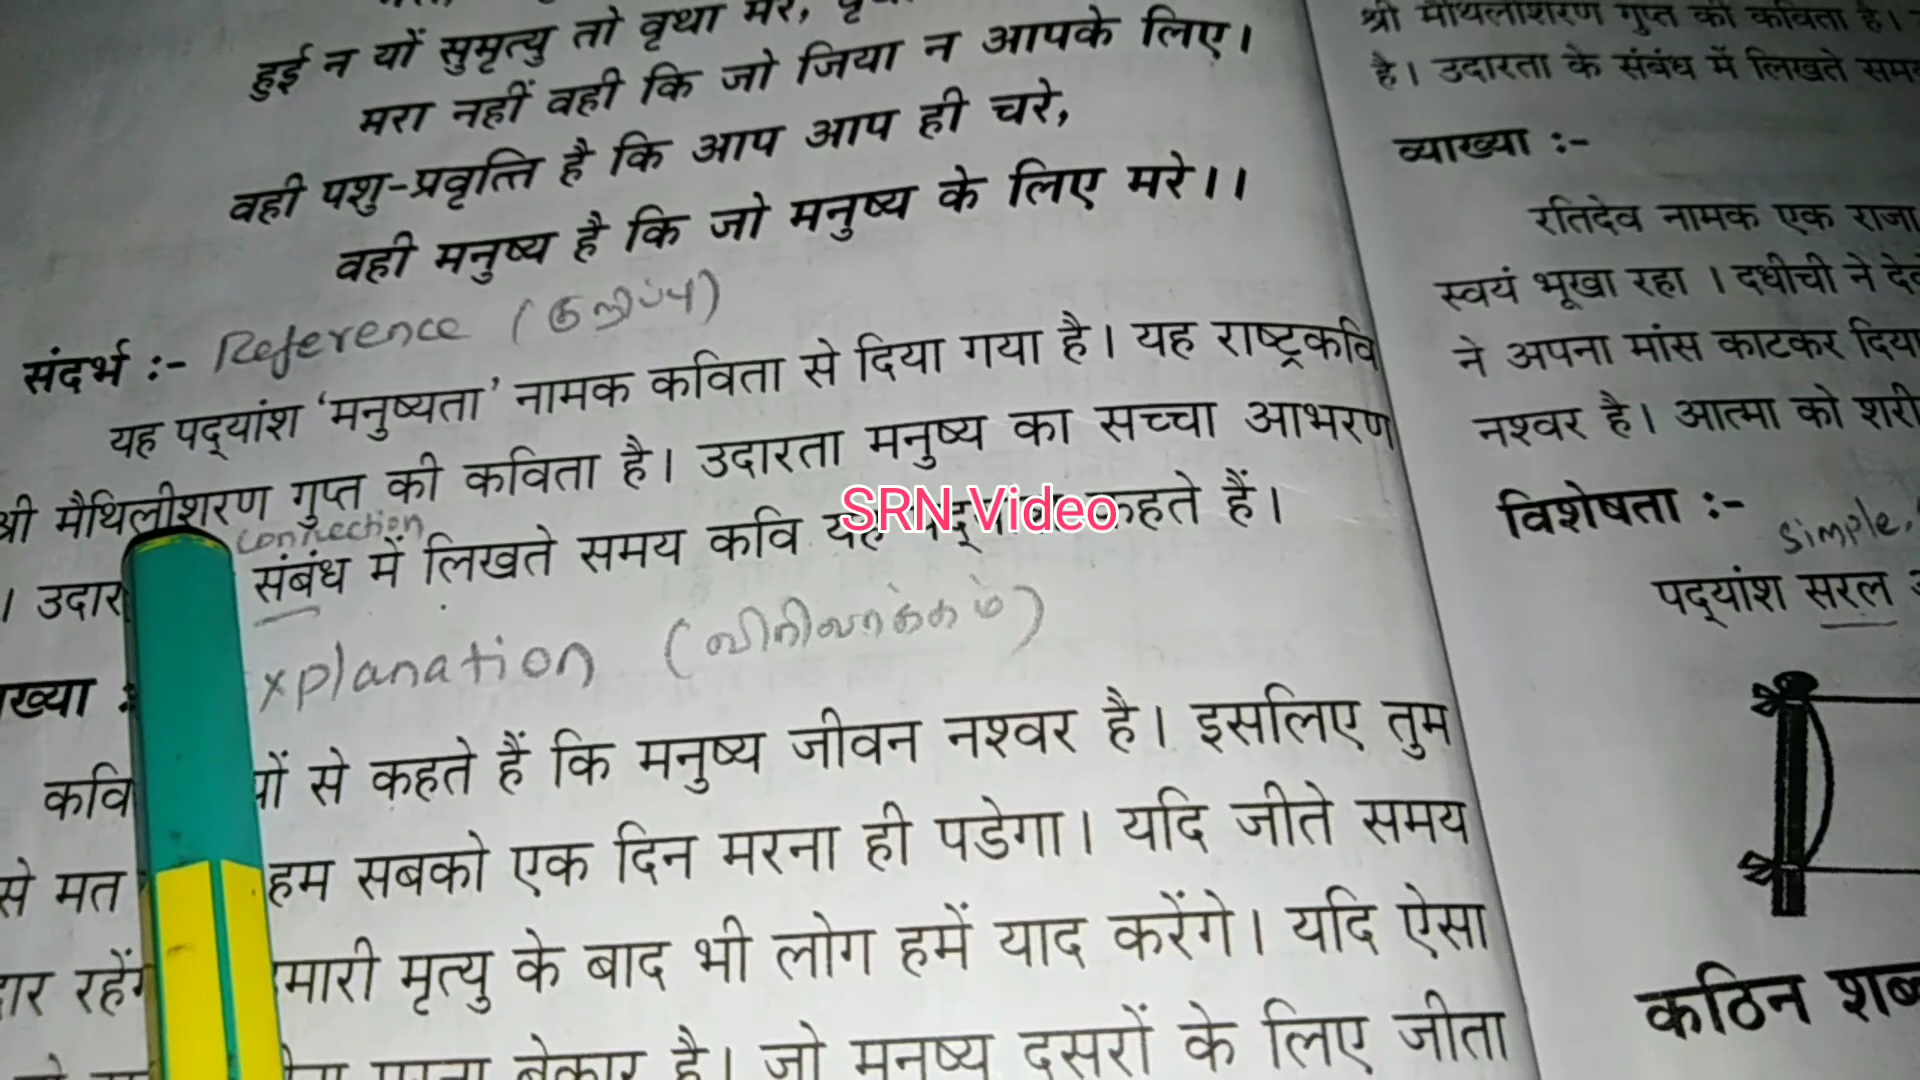 हुई न यों सुमृत्यु तो वृथा मरे,
मरा नहीं वही कि जो जिया न आपके लिए।
वही पशु-प्रवृत्ति है कि आप आप ही चरे,
वही मनुष्य है कि जो मनुष्य के लिए मरे।।
संदर्भ :- Reference (குறிப்பு)
यह पद्यांश 'मनुष्यता' नामक कविता से दिया गया है। यह राष्ट्रकवि
श्री मैथिलीशरण गुप्त की कविता है। उदारता मनुष्य का सच्चा आभरण
connection
। संबंध में लिखते समय कवि यह कहते हैं।
SRN Video
xplanation
कवि से कहते हैं कि मनुष्य जीवन नश्वर है। इसलिए तुम
से मत हम सबको एक दिन मरना ही पडेगा। यदि जीते समय
मृत्यु के बाद भी लोग हमें याद करेंगे। यदि ऐसा
बेकार है। जो मनुष्य दूसरों के लिए जीता
श्री मैथिलीशरण गुप्त की कविता है।
है। उदारता के संबंध में लिखते
व्याख्या :-
रतिदेव नामक एक राजा
स्वयं भूखा रहा । दधीची ने
ने अपना मांस काटकर दिया
नश्वर है। आत्मा को
विशेषता :-
Simple,
पद्यांश सरल
कठिन